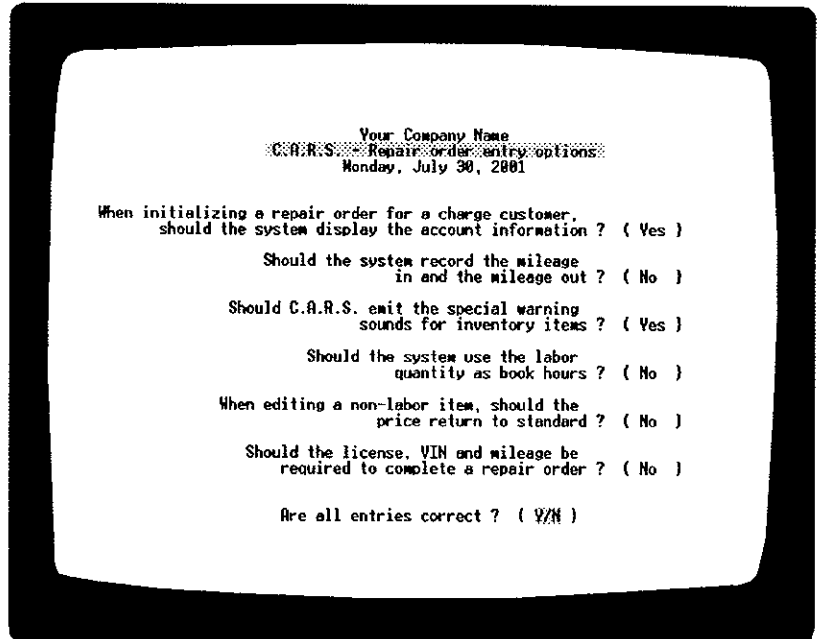 Your Company Name
C.A.R.S. - Repair order entry options
Monday, July 30, 2001
When initializing a repair order for a charge customer,
should the system display the account information ? ( Yes )
Should the system record the mileage
in and the mileage out ? ( No )
Should C.A.R.S. emit the special warning
sounds for inventory items ? ( Yes )
Should the system use the labor
quantity as book hours ? ( No )
When editing a non-labor item, should the
price return to standard ? ( No )
Should the license, VIN and mileage be
required to complete a repair order ? ( No )
Are all entries correct ? ( Y/N )